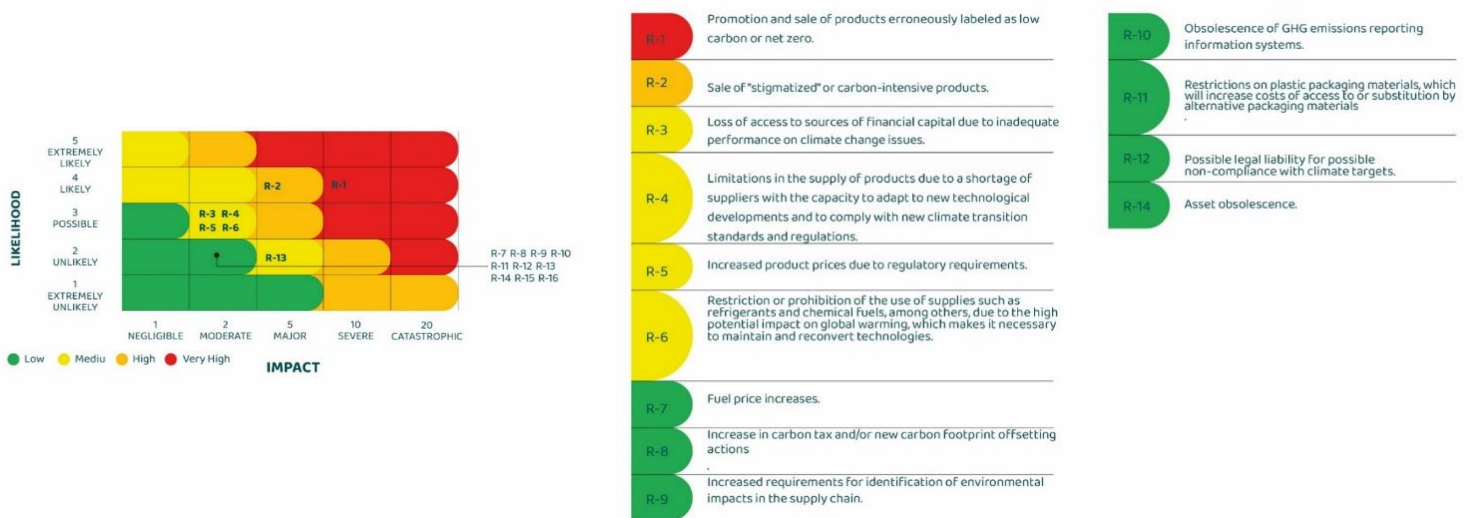 LIKELIHOOD
5
EXTREMELY
LIKELY
4
LIKELY
3
POSSIBLE
2
UNLIKELY
1
EXTREMELY
UNLIKELY
R-2
R-1
R-3 R-4
R-5 R-6
R-13
R-7 R-8 R-9 R-10
R-11 R-12 R-13
R-14 R-15 R-16
1
NEGLIGIBLE
2
MODERATE
5
MAJOR
10
SEVERE
20
CATASTROPHIC
Low
Mediu
High
Very High
IMPACT
R-1
Promotion and sale of products erroneously labeled as low
carbon or net zero.
R-2
Sale of "stigmatized" or carbon-intensive products.
R-3
Loss of access to sources of financial capital due to inadequate
performance on climate change issues.
R-4
Limitations in the supply of products due to a shortage of
suppliers with the capacity to adapt to new technological
developments and to comply with new climate transition
standards and regulations.
R-5
Increased product prices due to regulatory requirements.
R-6
Restriction or prohibition of the use of supplies such as
refrigerants and chemical fuels, among others, due to the high
potential impact on global warming, which makes it necessary
to maintain and reconvert technologies.
R-7
Fuel price increases.
R-8
Increase in carbon tax and/or new carbon footprint offsetting
actions
.
R-9
Increased requirements for identification of environmental
impacts in the supply chain.
R-10
Obsolescence of GHG emissions reporting
information systems.
R-11
Restrictions on plastic packaging materials, which
will increase costs of access to or substitution by
alternative packaging materials
.
R-12
Possible legal liability for possible
non-compliance with climate targets.
R-14
Asset obsolescence.